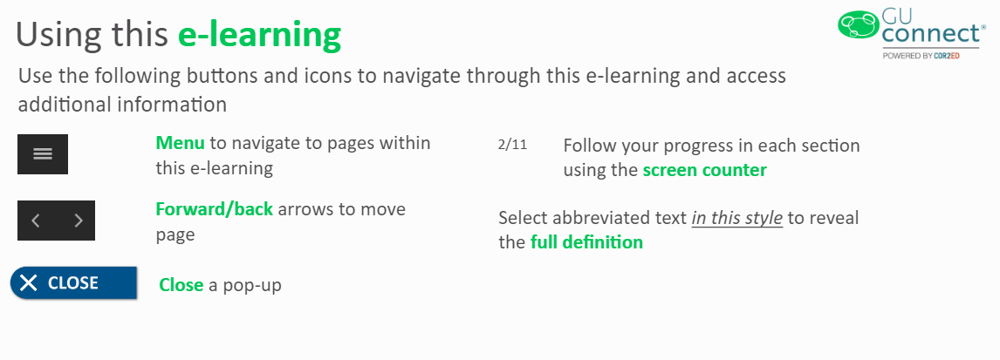 Using this e-learning
GU
connect®
POWERED BY COR2ED
Use the following buttons and icons to navigate through this e-learning and access
additional information
Menu to navigate to pages within
this e-learning
Forward/back arrows to move
page
CLOSE
Close a pop-up
2/11
Follow your progress in each section
using the screen counter
Select abbreviated text in this style to reveal
the full definition